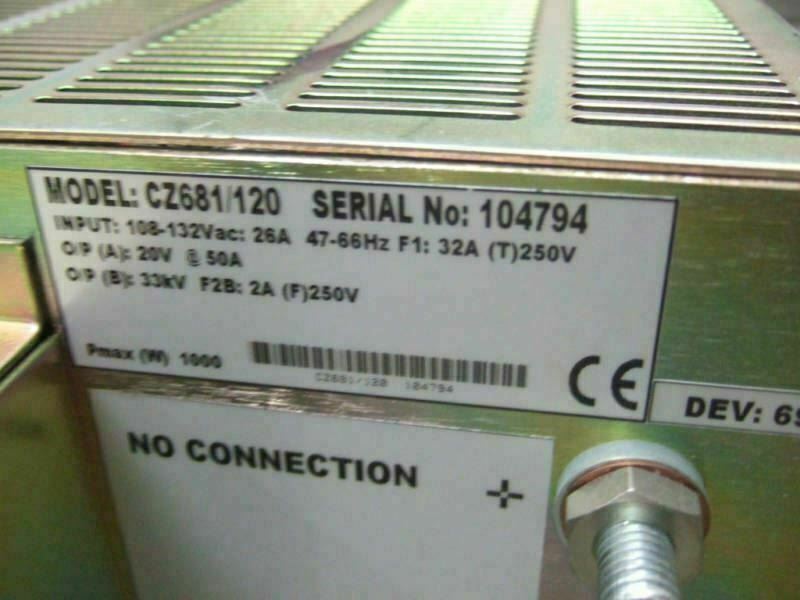 MODEL: CZ681/120 SERIAL No: 104794
INPUT: 108-132Vac: 26A 47-66Hz F1: 32A (T)250V
O/P (A): 20V @ 50A
O/P (B): 33kV F2B: 2A (F)250V
Pmax (W) 1000
CZ681/120 104794
CE
DEV: 69
NO CONNECTION